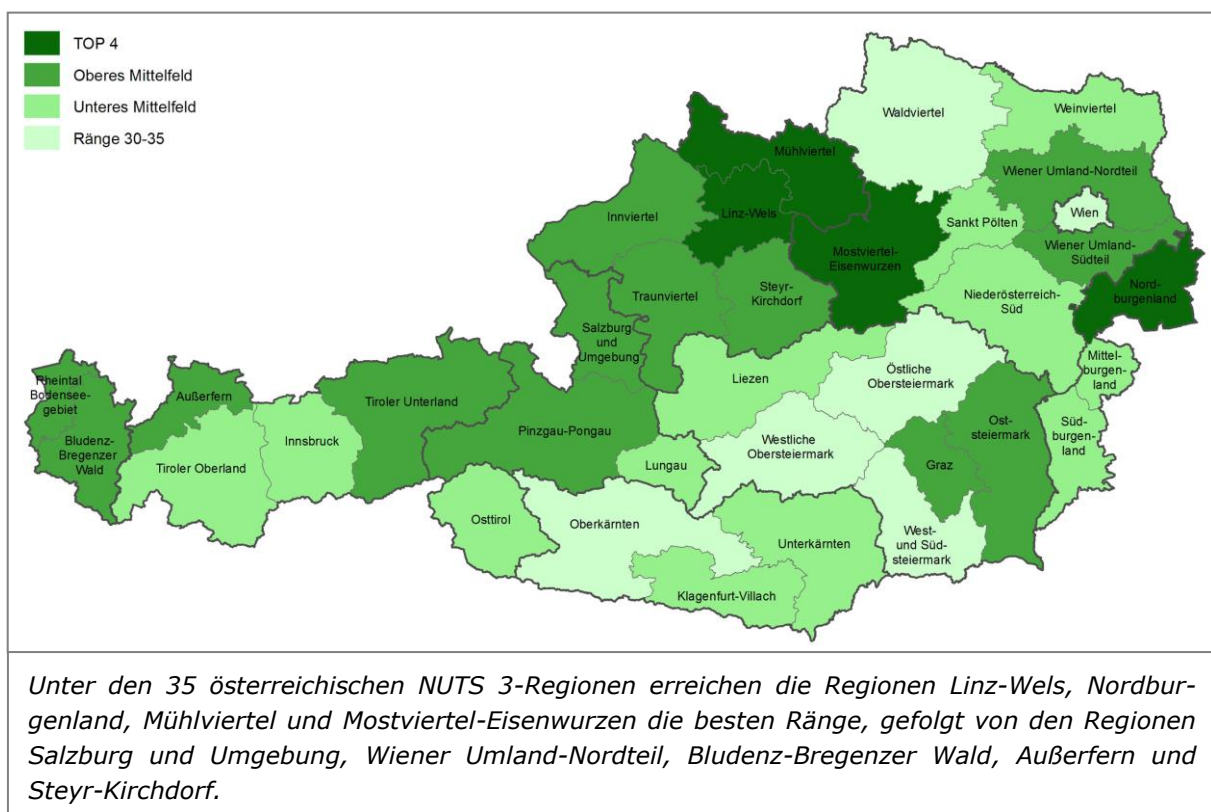 TOP 4
Oberes Mittelfeld
Unteres Mittelfeld
Ränge 30-35
Waldviertel
Weinviertel
Mühlviertel
Wiener Umland-Nordteil
Innviertel
Linz-Wels
Sankt Pölten
Wien
Mostviertel-
Eisenwurzen
Wiener Umland-
Südteil
Nord-
burgenland
Traunviertel
Steyr-
Kirchdorf
Niederösterreich-
Süd
Salzburg
und
Umgebung
Mittel-
burgen-
land
Rheintal
Bodensee-
gebiet
Außerfern
Tiroler Unterland
Liezen
Östliche
Obersteiermark
Bludenz-
Bregenzer
Wald
Innsbruck
Pinzgau-Pongau
Ost-
steiermark
Süd-
burgen-
land
Tiroler Oberland
Lungau
Westliche
Obersteiermark
Graz
Osttirol
Oberkärnten
Unterkärnten
West-
und Süd-
steiermark
Klagenfurt-Villach
Unter den 35 österreichischen NUTS 3-Regionen erreichen die Regionen Linz-Wels, Nordbur-
genland, Mühlviertel und Mostviertel-Eisenwurzen die besten Ränge, gefolgt von den Regionen
Salzburg und Umgebung, Wiener Umland-Nordteil, Bludenz-Bregenzer Wald, Außerfern und
Steyr-Kirchdorf.